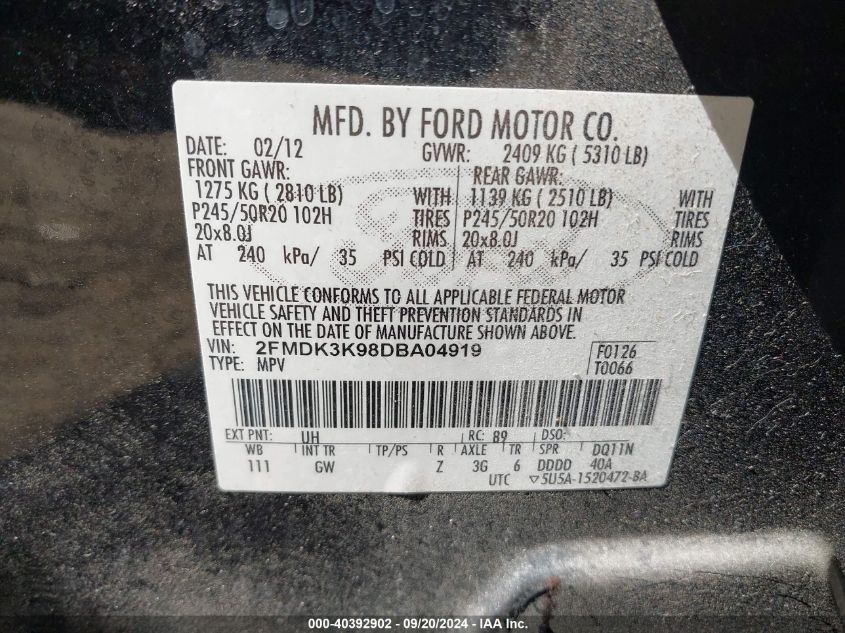 MFD. BY FORD MOTOR CO.
DATE: 02/12 GVWR: 2409 KG ( 5310 LB)
FRONT GAWR: REAR GAWR:
1275 KG ( 2810 LB) WITH 1139 KG ( 2510 LB) WITH
P245/50R20 102H TIRES P245/50R20 102H TIRES
20x8.0J RIMS 20x8.0J RIMS
AT 240 kPa/ 35 PSI COLD AT 240 kPa/ 35 PSI COLD
THIS VEHICLE CONFORMS TO ALL APPLICABLE FEDERAL MOTOR
VEHICLE SAFETY AND THEFT PREVENTION STANDARDS IN
EFFECT ON THE DATE OF MANUFACTURE SHOWN ABOVE.
VIN: 2FMDK3K98DBA04919 F0126
TYPE: MPV T0066
EXT PNT: UH RC: 89 DSO:
WB INT TR TP/PS R AXLE TR SPR DQ11N
111 GW Z 3G 6 DDDD 40A
UTC ▽5U5A-1520472-BA
000-40392902 - 09/20/2024 - IAA Inc.